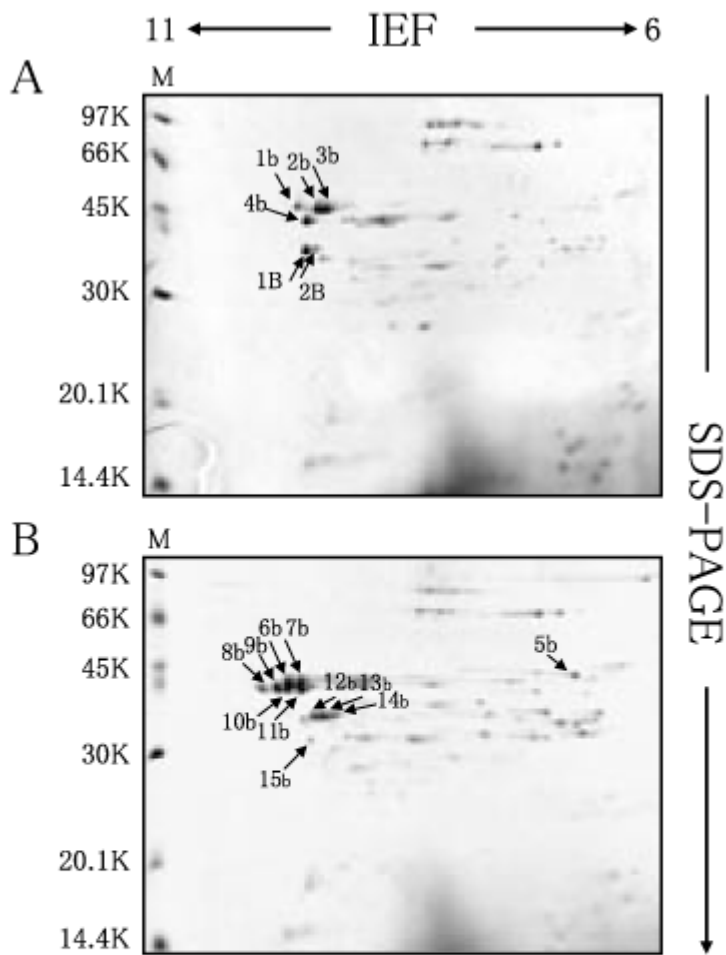 11 IEF 6
A
M
97K
66K
45K
30K
20.1K
14.4K
1b 2b 3b
4b
1B 2B
SDS-PAGE
B
M
97K
66K
45K
30K
20.1K
14.4K
6b 7b
8b 9b
5b
12b 13b
14b
10b 11b
15b